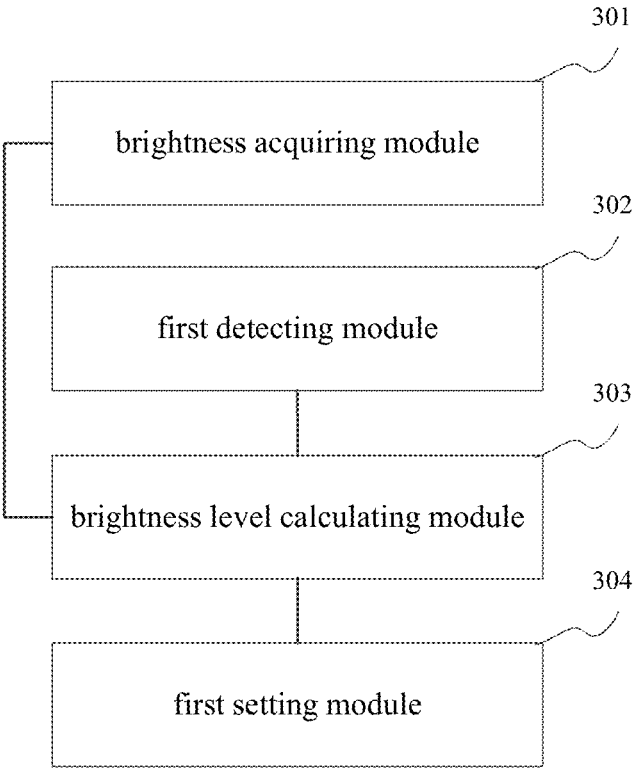 301
brightness acquiring module
302
first detecting module
303
brightness level calculating module
304
first setting module